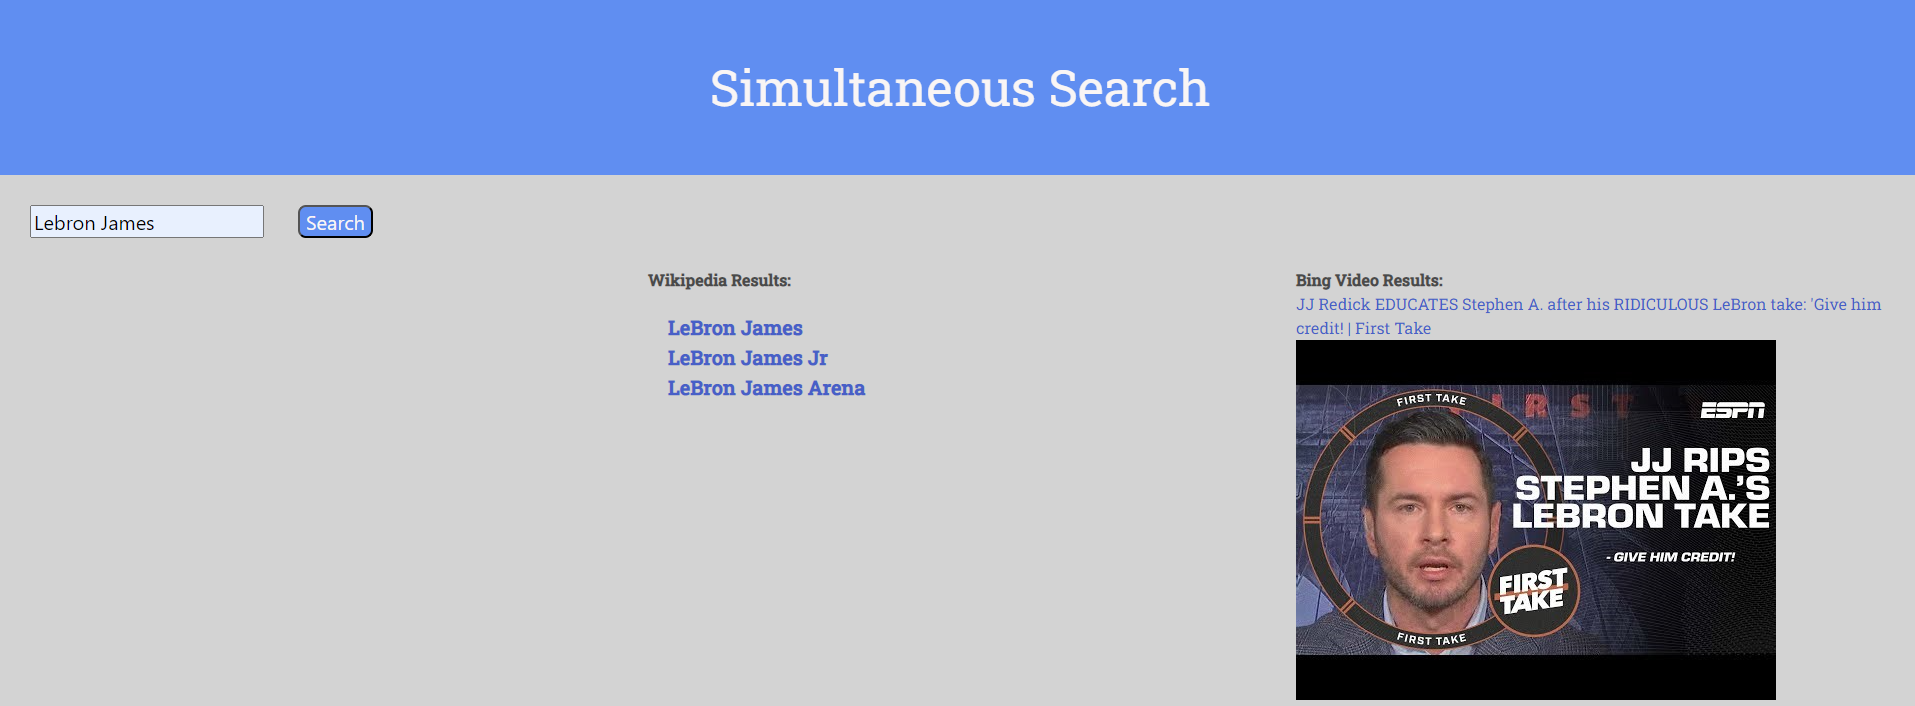 Simultaneous Search
Lebron James
Search
Wikipedia Results:
LeBron James
LeBron James Jr
LeBron James Arena
Bing Video Results:
JJ Redick EDUCATES Stephen A. after his RIDICULOUS LeBron take: 'Give him
credit! | First Take
FIRST TAKE
FIRST
ESPN
JJ RIPS
STEPHEN A.'S
LEBRON TAKE
- GIVE HIM CREDIT!
FIRST
TAKE
FIRST TAKE